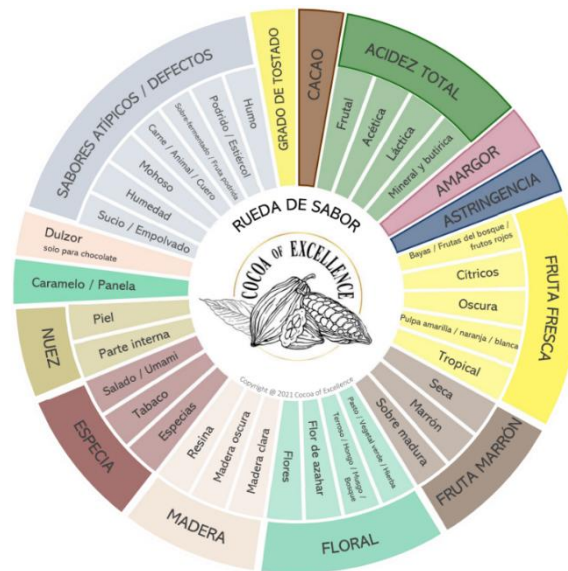 RUEDA DE SABOR
COCOA OF EXCELLENCE
Copyright @ 2021 Cocoa of Excellence
CACAO
ACIDEZ TOTAL
Frutal
Acética
Láctica
Mineral y butírica
AMARGOR
ASTRINGENCIA
FRUTA FRESCA
Bayas / Frutas del bosque /
frutos rojos
Cítricos
Oscura
Pulpa amarilla / naranja / blanca
Tropical
FRUTA MARRÓN
Seca
Marrón
Sobre madura
FLORAL
Pasto / Vegetal verde / Hierba
Terroso / Hongo / Musgo /
Bosque
Flor de azahar
Flores
MADERA
Madera clara
Madera oscura
Resina
ESPECIA
Especias
Tabaco
Salado / Umami
NUEZ
Parte interna
Piel
Caramelo / Panela
Dulzor
solo para chocolate
SABORES ATÍPICOS / DEFECTOS
Sucio / Empolvado
Humedad
Mohoso
Carne / Animal / Cuero
Sobre-fermentado / Fruta podrida
Podrido / Estiércol
Humo
GRADO DE TOSTADO